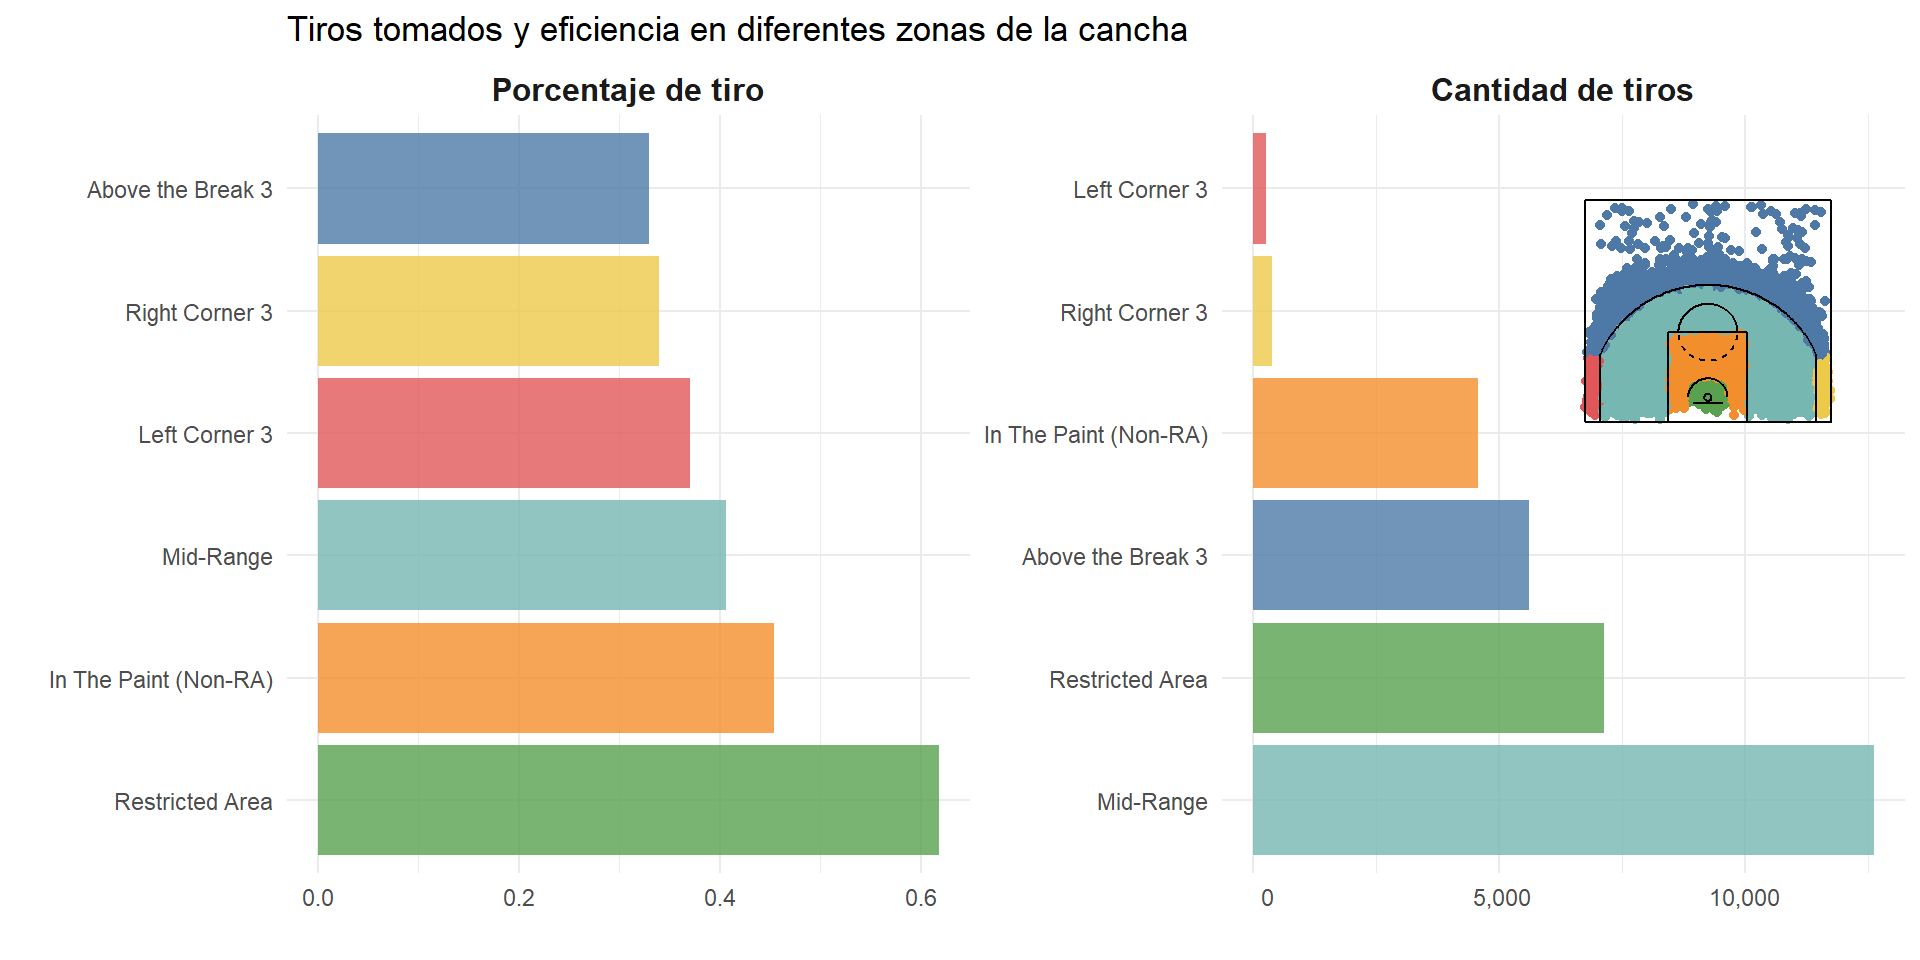 Tiros tomados y eficiencia en diferentes zonas de la cancha
Porcentaje de tiro
Above the Break 3
Right Corner 3
Left Corner 3
Mid-Range
In The Paint (Non-RA)
Restricted Area
0.0 0.2 0.4 0.6
Cantidad de tiros
Left Corner 3
Right Corner 3
In The Paint (Non-RA)
Above the Break 3
Restricted Area
Mid-Range
0 5,000 10,000